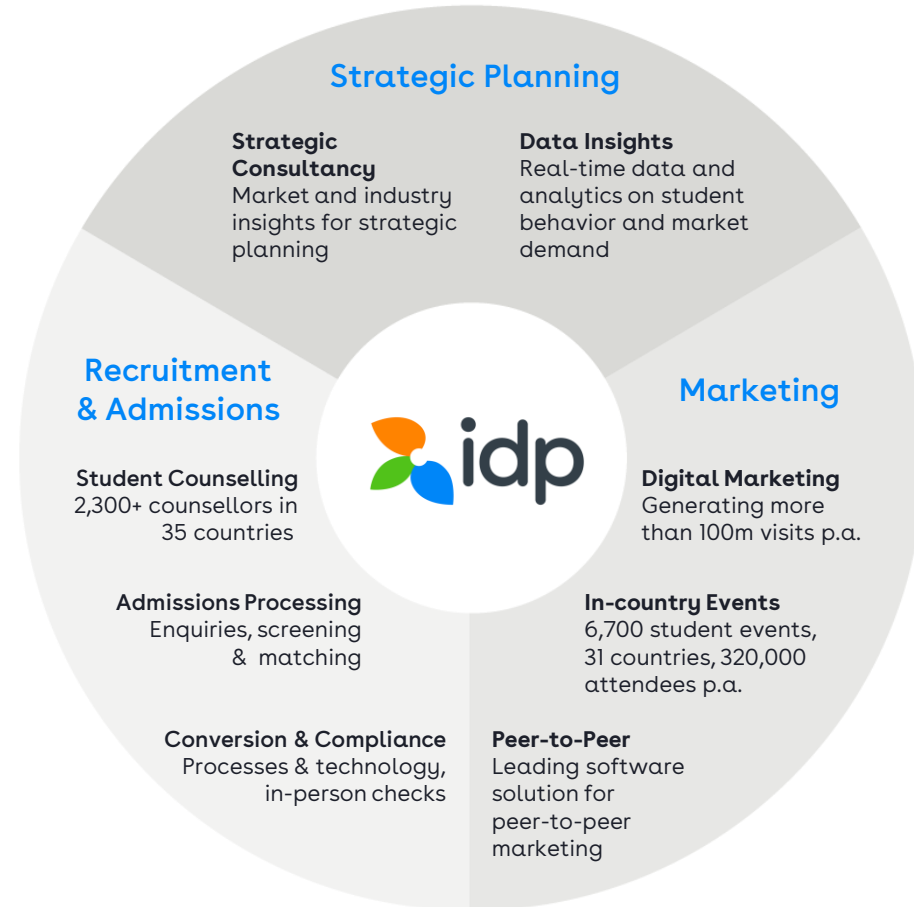 Strategic Planning
Strategic
Consultancy
Market and industry
insights for strategic
planning
Data Insights
Real-time data and
analytics on student
behavior and market
demand
Recruitment
& Admissions
Student Counselling
2,300+ counsellors in
35 countries
Admissions Processing
Enquiries, screening
& matching
Conversion & Compliance
Processes & technology,
in-person checks
idp
Marketing
Digital Marketing
Generating more
than 100m visits p.a.
In-country Events
6,700 student events,
31 countries, 320,000
attendees p.a.
Peer-to-Peer
Leading software
solution for
peer-to-peer
marketing